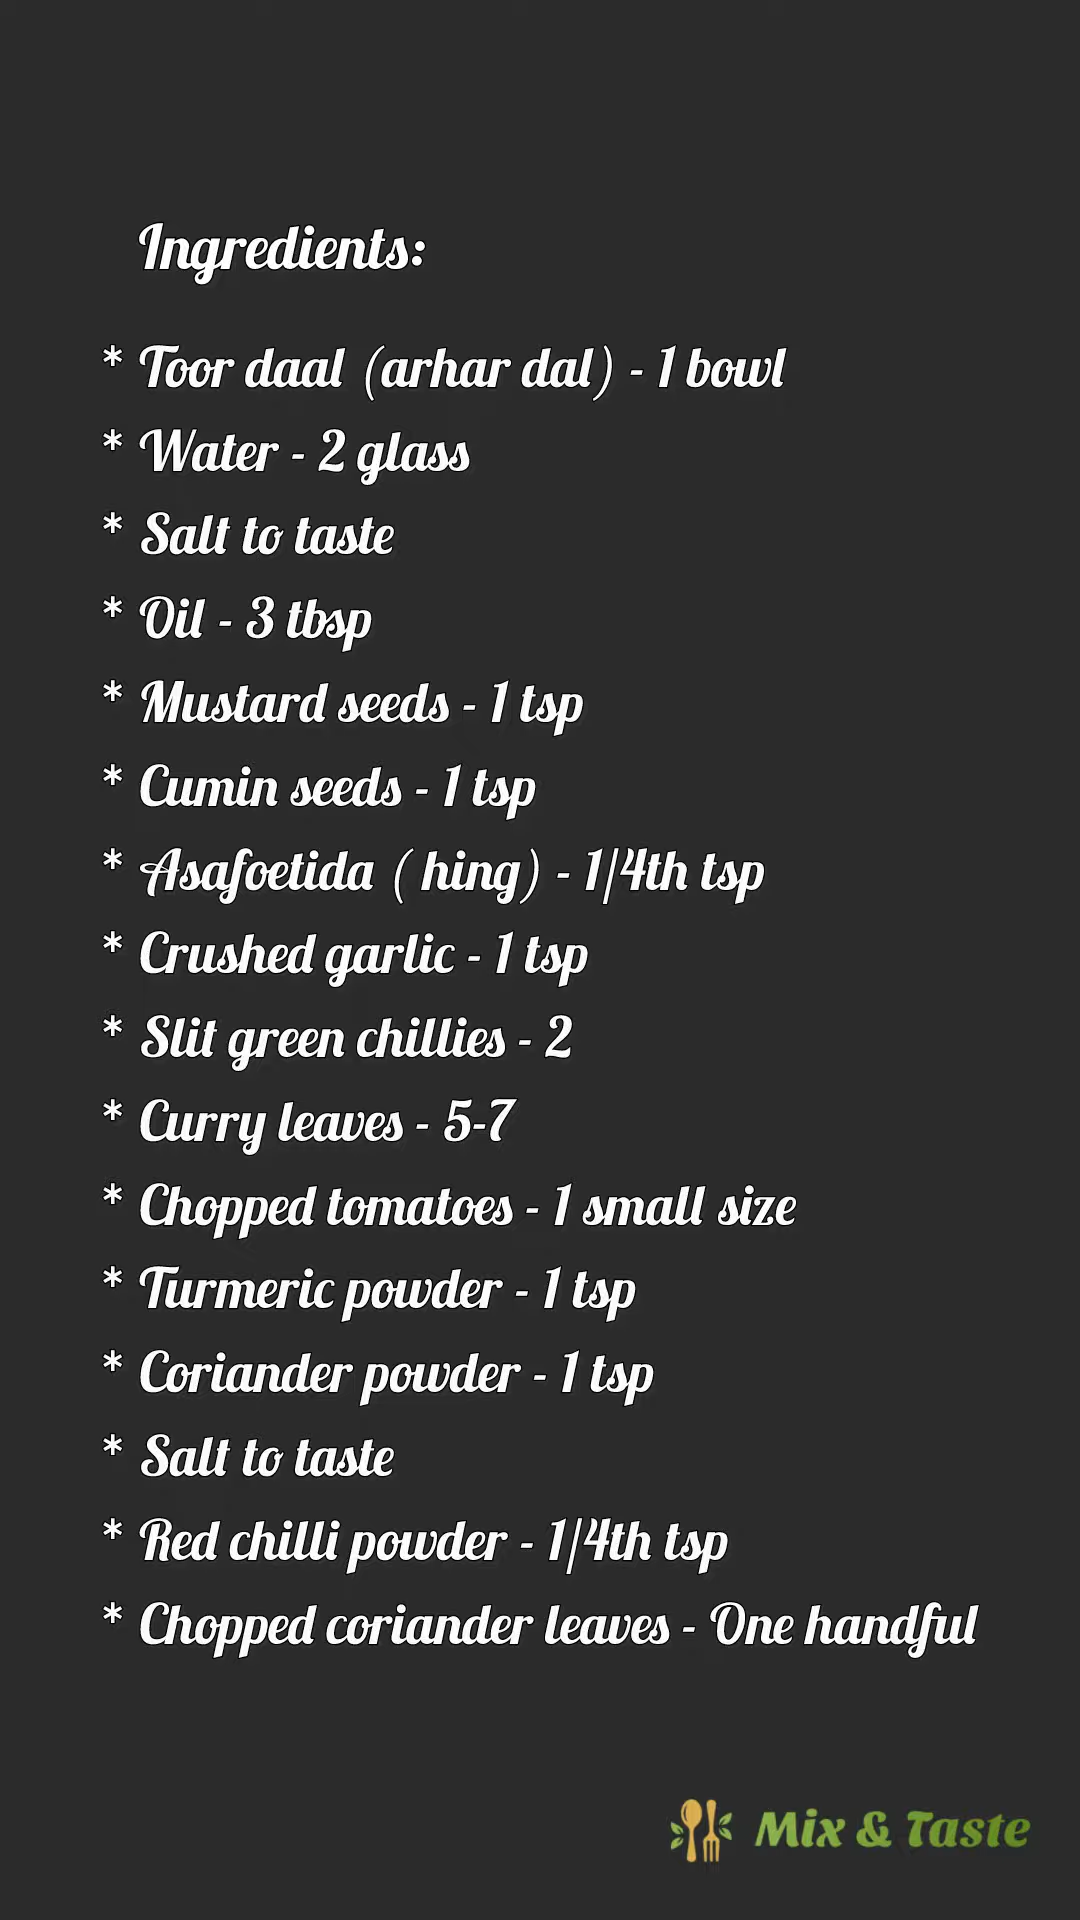 Ingredients:
* Toor daal (arhar dal) - 1 bowl
* Water - 2 glass
* Salt to taste
* Oil - 3 tbsp
* Mustard seeds - 1 tsp
* Cumin seeds - 1 tsp
* Asafoetida ( hing) - 1/4th tsp
* Crushed garlic - 1 tsp
* Slit green chillies - 2
* Curry leaves - 5-7
* Chopped tomatoes - 1 small size
* Turmeric powder - 1 tsp
* Coriander powder - 1 tsp
* Salt to taste
* Red chilli powder - 1/4th tsp
* Chopped coriander leaves - One handful
Mix & Taste